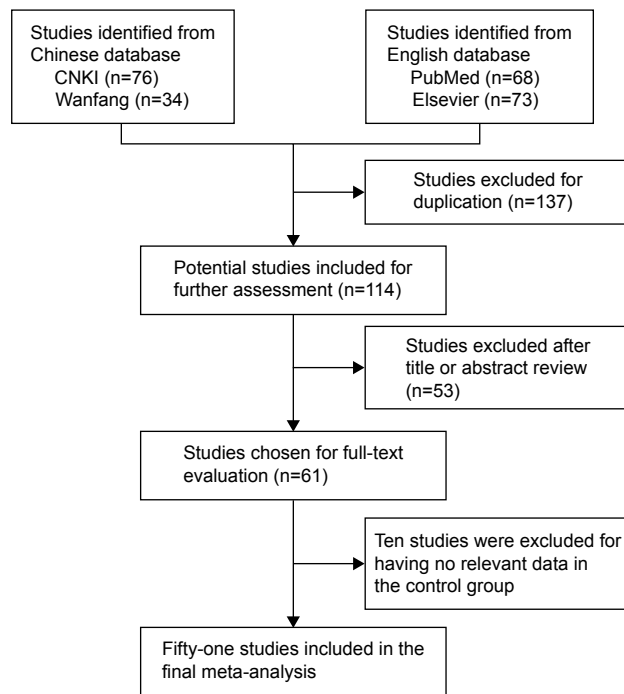 Studies identified from
Chinese database
CNKI (n=76)
Wanfang (n=34)
Studies identified from
English database
PubMed (n=68)
Elsevier (n=73)
Studies excluded for
duplication (n=137)
Potential studies included for
further assessment (n=114)
Studies excluded after
title or abstract review
(n=53)
Studies chosen for full-text
evaluation (n=61)
Ten studies were excluded for
having no relevant data in
the control group
Fifty-one studies included in the
final meta-analysis